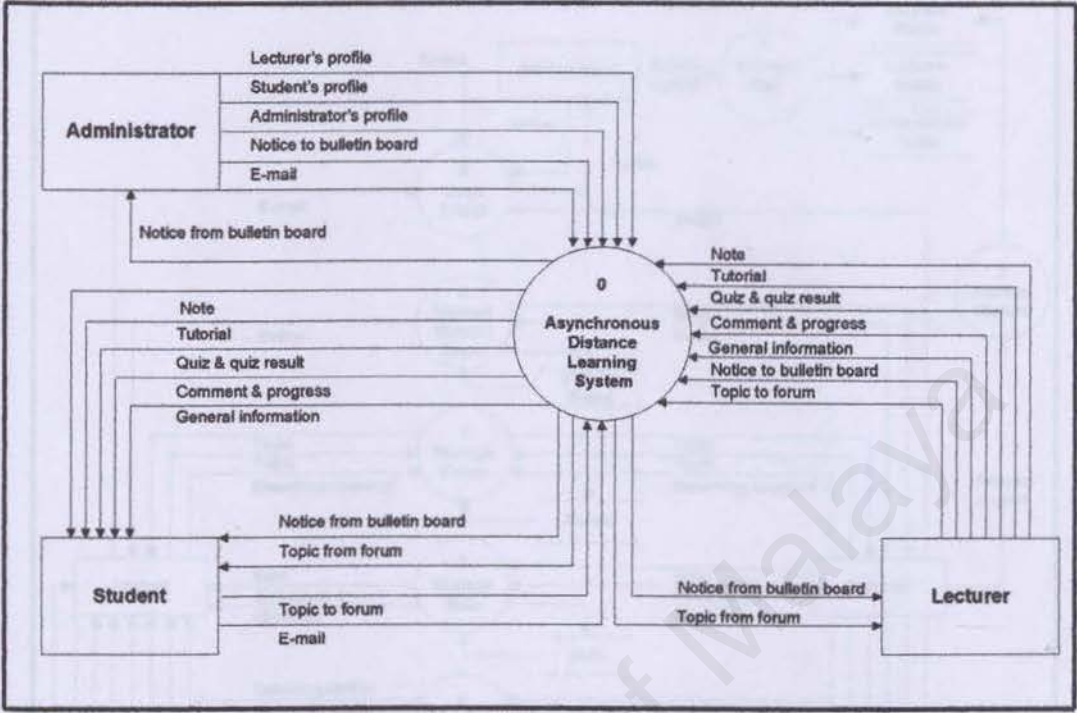 Lecturer's profile
Student's profile
Administrator's profile
Notice to bulletin board
E-mail
Administrator
Notice from bulletin board
0
Asynchronous
Distance
Learning
System
Note
Tutorial
Quiz & quiz result
Comment & progress
General information
Notice to bulletin board
Topic to forum
Note
Tutorial
Quiz & quiz result
Comment & progress
General information
Notice from bulletin board
Topic from forum
Student
Topic to forum
E-mail
Notice from bulletin board
Topic from forum
Lecturer
of Malaya